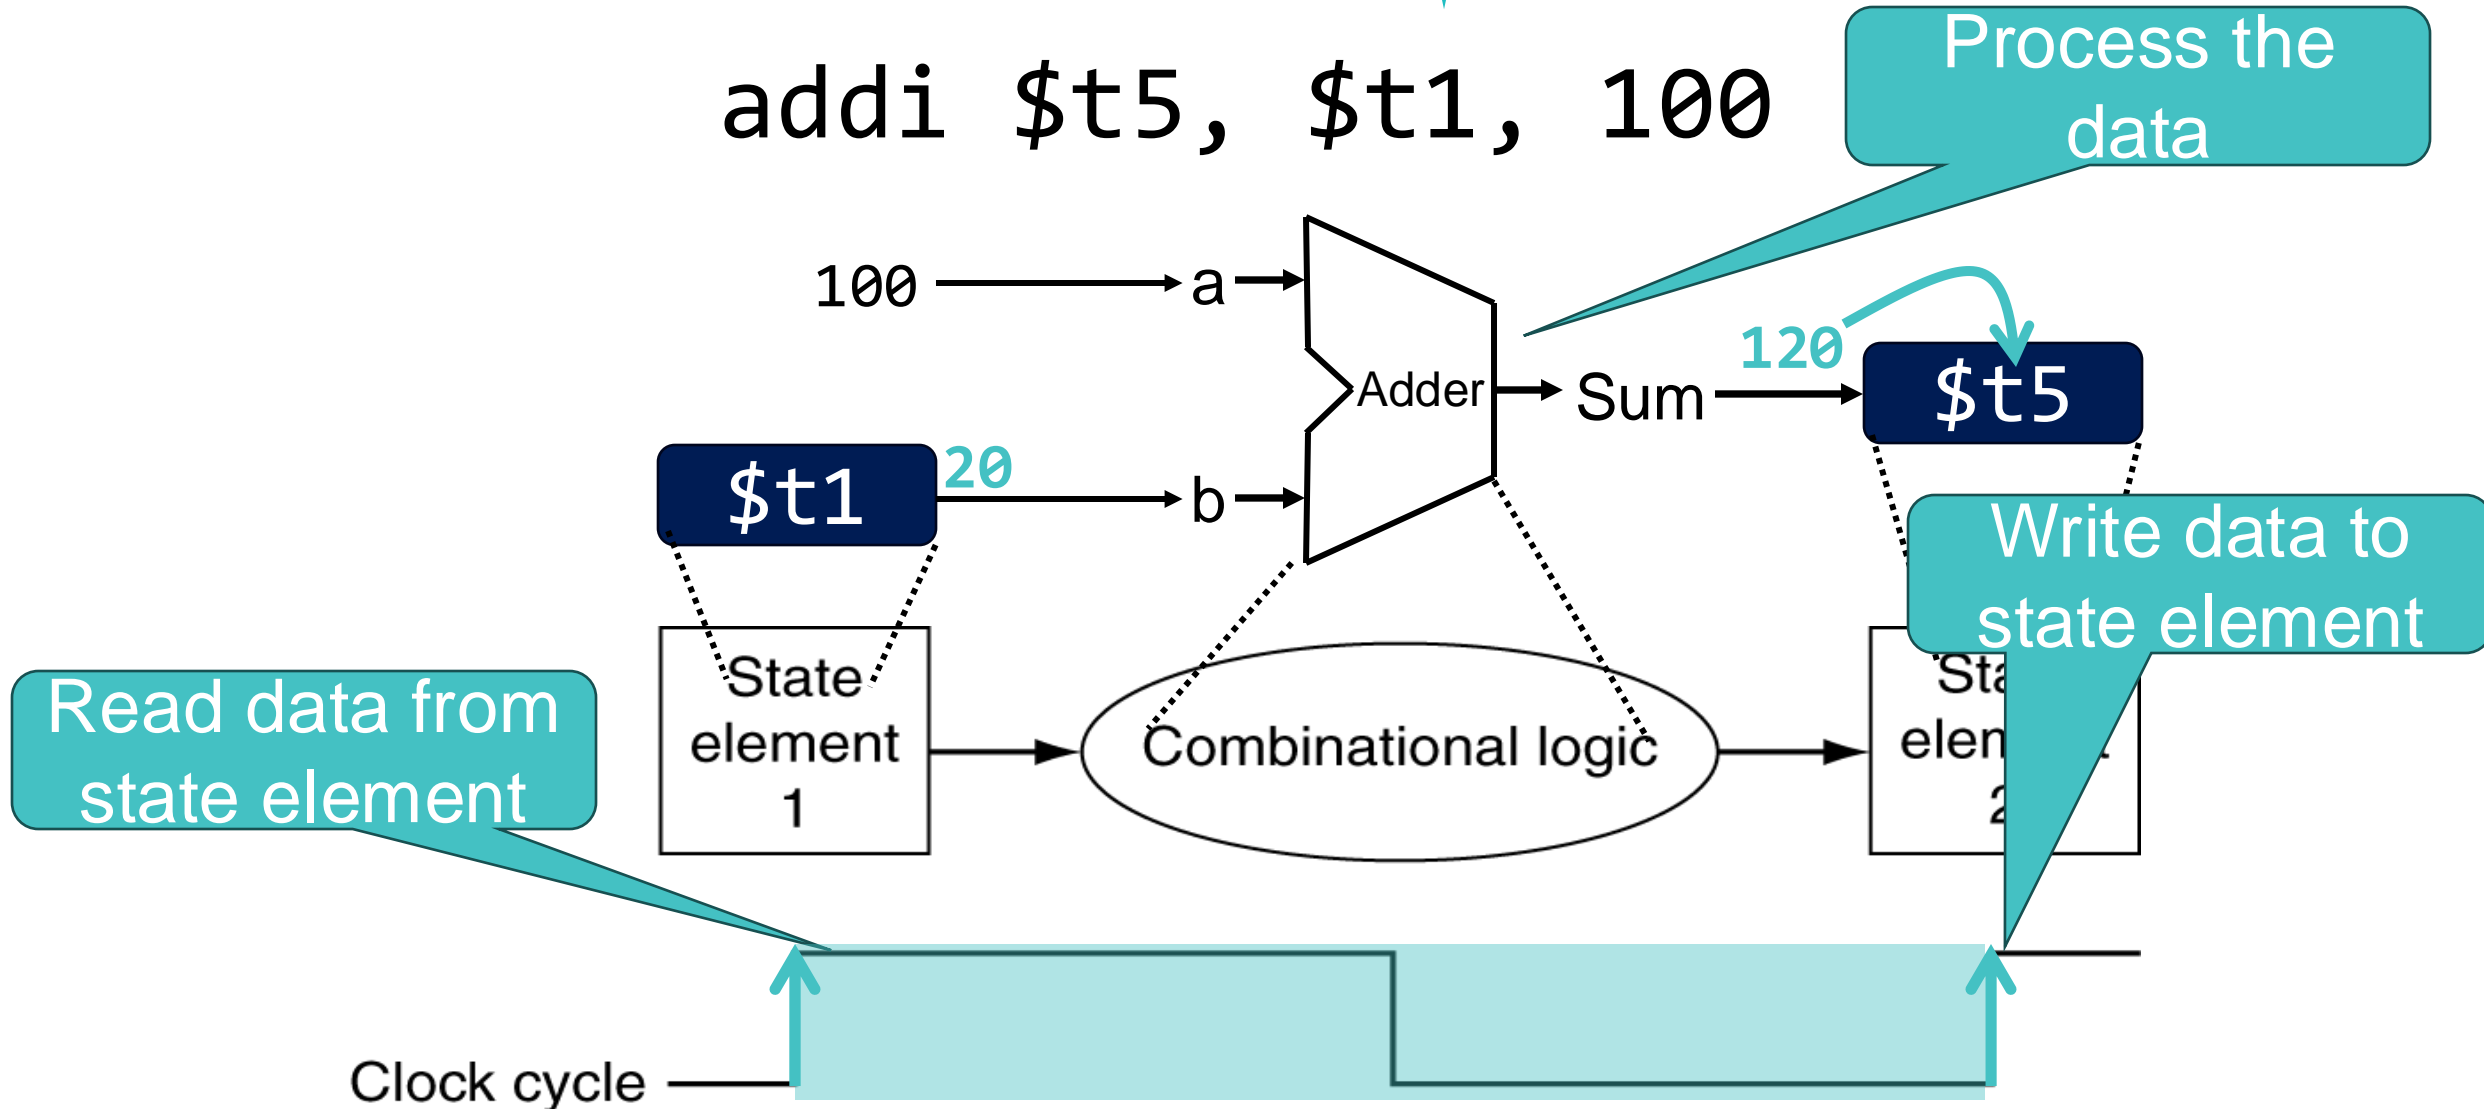 Process the
data
addi $t5, $t1, 100
100
a
120
Adder
Sum
$t5
20
$t1
b
Write data to
state element
State
element
1
Combinational logic
2
Read data from
state element
Clock cycle